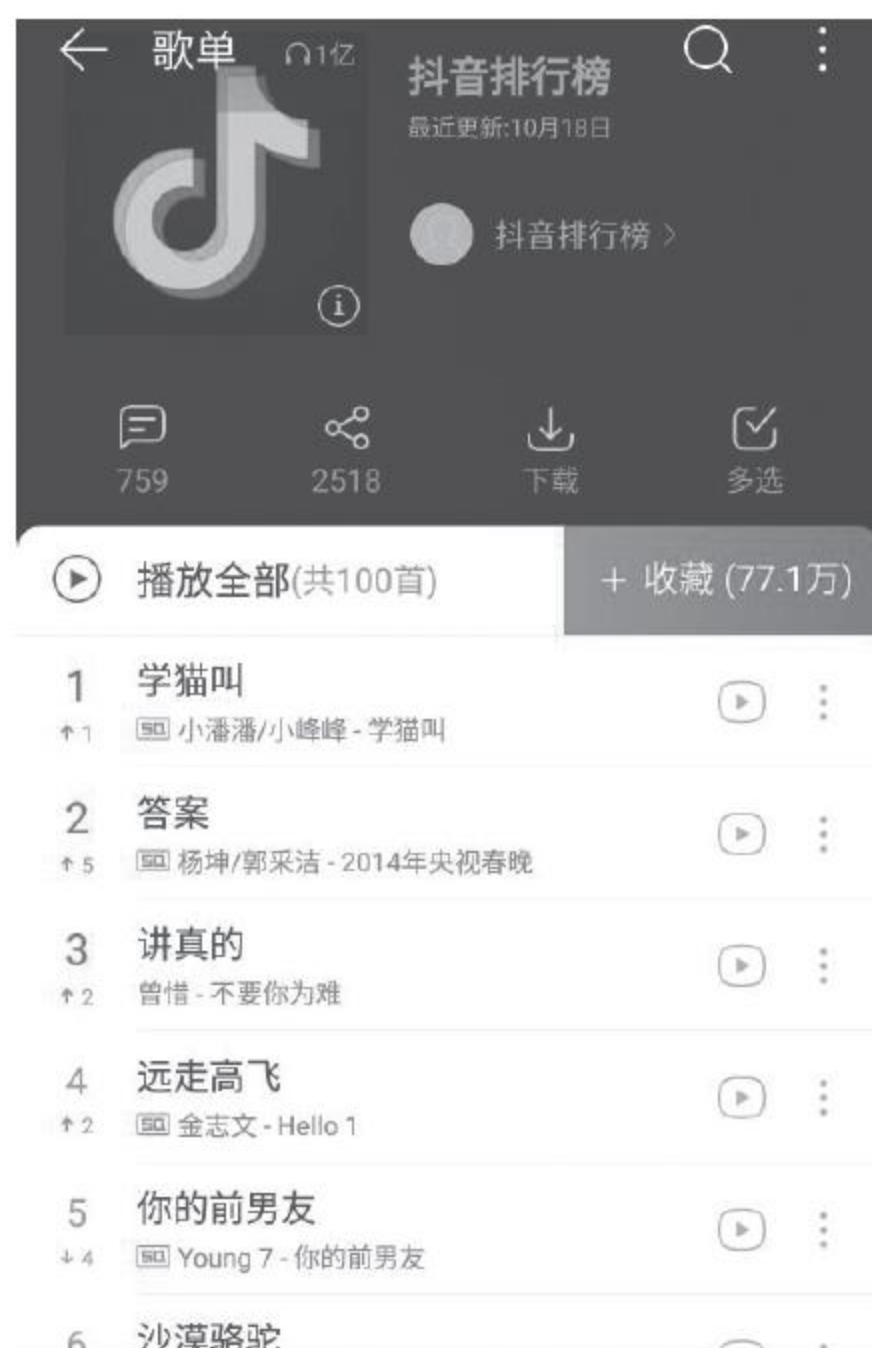 歌单
1亿
抖音排行榜
最近更新:10月18日
抖音排行榜 >
759
2518
下载
多选
播放全部(共100首)
+ 收藏 (77.1万)
1
学猫叫
↑ 1
SQ 小潘潘/小峰峰 - 学猫叫
2
答案
↑ 5
SQ 杨坤/郭采洁 - 2014年央视春晚
3
讲真的
↑ 2
曾惜 - 不要你为难
4
远走高飞
↑ 2
SQ 金志文 - Hello 1
5
你的前男友
↓ 4
SQ Young 7 - 你的前男友
6
沙漠骆驼